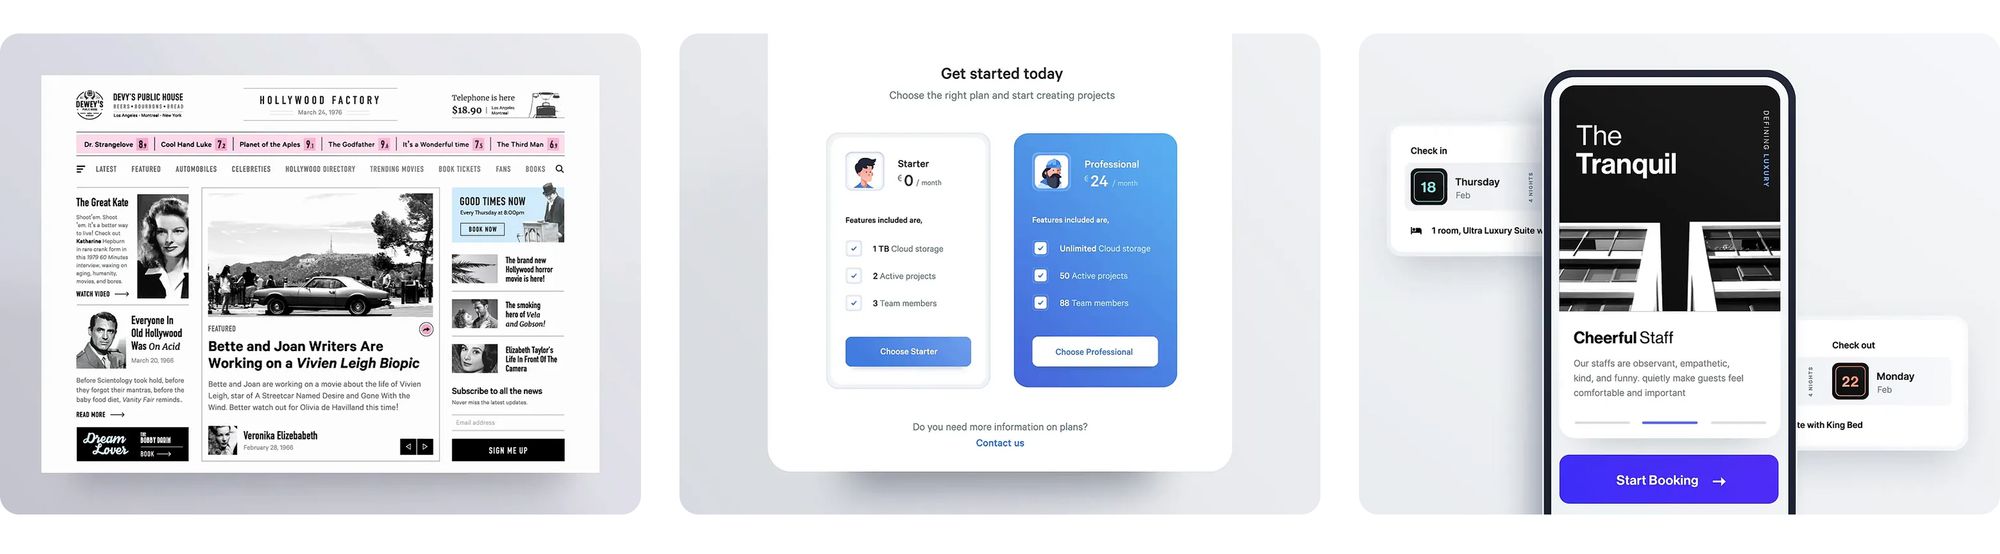 DEWEY'S
DEVY'S PUBLIC HOUSE
BEERS•BOURBONS•BREAD
Los Angeles - Montreal - New York
HOLLYWOOD FACTORY
March 24, 1976
Telephone is here
$18.90
Los Angeles
Montreal
Dr. Strangelove
Cool Hand Luke
Planet of the Aples
The Godfather
It's a Wonderful time
The Third Man
LATEST FEATURED AUTOMOBILES CELEBRETIES HOLLYWOOD DIRECTORY TRENDING MOVIES BOOK TICKETS FANS BOOKS
The Great Kate
Shoot'em. Shoot
'em. It's a better way
to live! Check out
Katharine Hepburn
in rare crank form in
this 1979 60 Minutes
interview, waxing on
aging, humanity,
movies, and bores.
WATCH VIDEO
Everyone In
Old Hollywood
Was On Acid
March 20, 1966
Before Scientology took hold, before
they forgot their mantras, before the
baby food diet, Vanity Fair reminds..
READ MORE
Dream
Lover
THE
BOBBY DARIN
BOOK
FEATURED
Bette and Joan Writers Are
Working on a Vivien Leigh Biopic
Bette and Joan are working on a movie about the life of Vivien
Leigh, star of A Streetcar Named Desire and Gone With the
Wind. Better watch out for Olivia de Havilland this time!
Veronika Elizebabeth
February 28, 1966
GOOD TIMES NOW
Every Thursday at 8:00pm
BOOK NOW
The brand new
Hollywood horror
movie is here!
The smoking
hero of Vela
and Gobson!
Elizabeth Taylor's
Life In Front Of The
Camera
Subscribe to all the news
Never miss the latest updates.
Email address
SIGN ME UP
Get started today
Choose the right plan and start creating projects
Starter
€0 / month
Features included are,
1 TB Cloud storage
2 Active projects
3 Team members
Choose Starter
Professional
€24 / month
Features included are,
Unlimited Cloud storage
50 Active projects
88 Team members
Choose Professional
Do you need more information on plans?
Contact us
Check in
18
Thursday
Feb
4 NIGHTS
1 room, Ultra Luxury Suite w
The
Tranquil
DEFINING LUXURY
Cheerful Staff
Our staffs are observant, empathetic,
kind, and funny. quietly make guests feel
comfortable and important
Start Booking
Check out
4 NIGHTS
22
Monday
Feb
te with King Bed